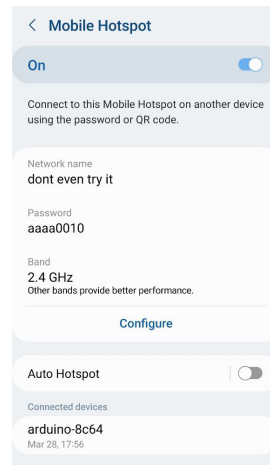 Mobile Hotspot
On
Connect to this Mobile Hotspot on another device
using the password or QR code.
Network name
dont even try it
Password
aaaa0010
Band
2.4 GHz
Other bands provide better performance.
Configure
Auto Hotspot
Connected devices
arduino-8c64
Mar 28, 17:56